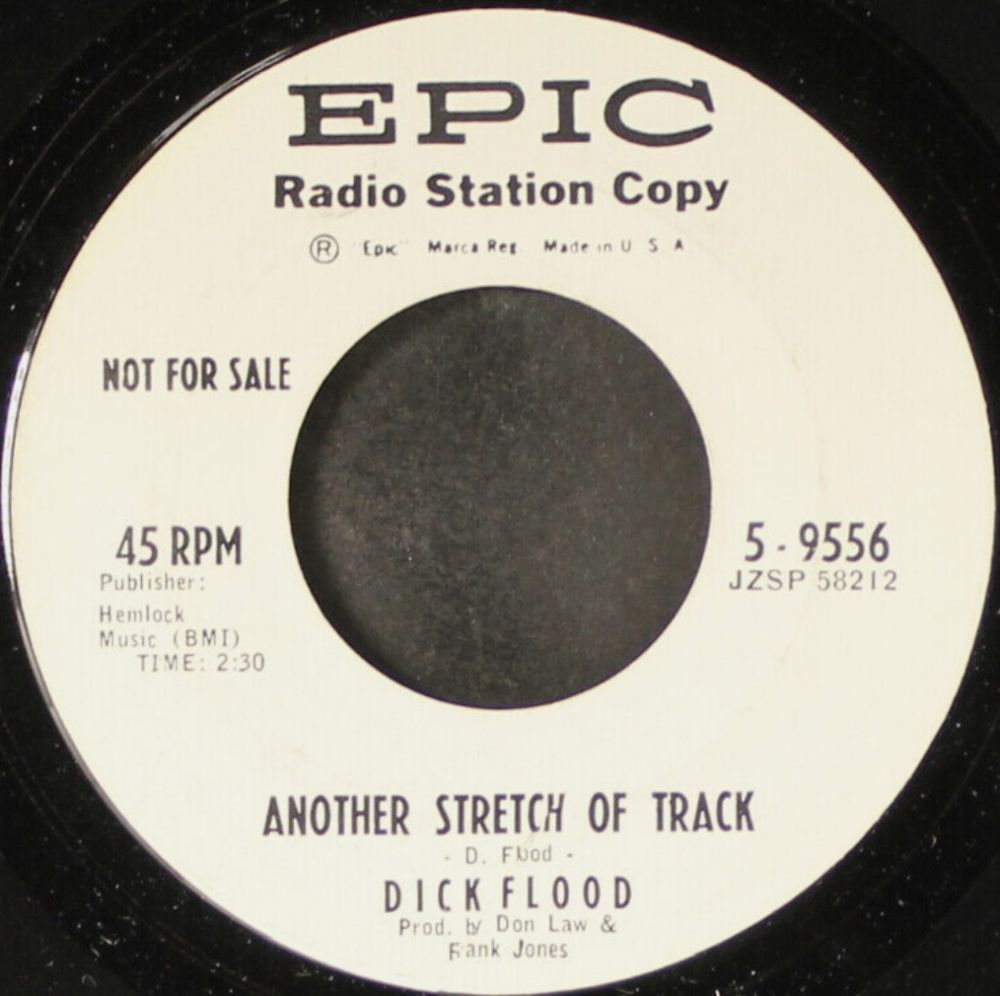 EPIC
Radio Station Copy
Ⓡ "Epic" Marca Reg. Made in U S A
NOT FOR SALE
45 RPM
Publisher:
Hemlock
Music (BMI)
TIME: 2:30
5-9556
JZSP 58212
ANOTHER STRETCH OF TRACK
- D. Flood -
DICK FLOOD
Prod. by Don Law &
Frank Jones